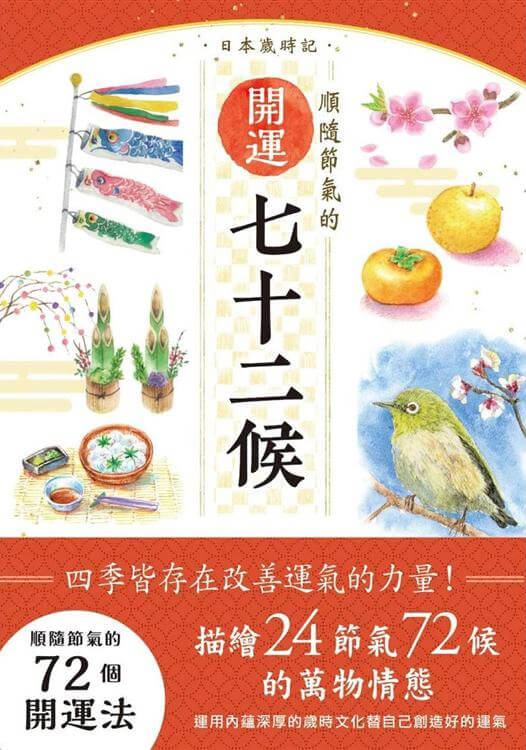 ·日本歲時記·
順隨節氣的
開運
七十二候
四季皆存在改善運氣的力量!
順隨節氣的
72個
開運法
描繪24節氣72候
的萬物情態
運用內蘊深厚的歲時文化替自己創造好的運氣